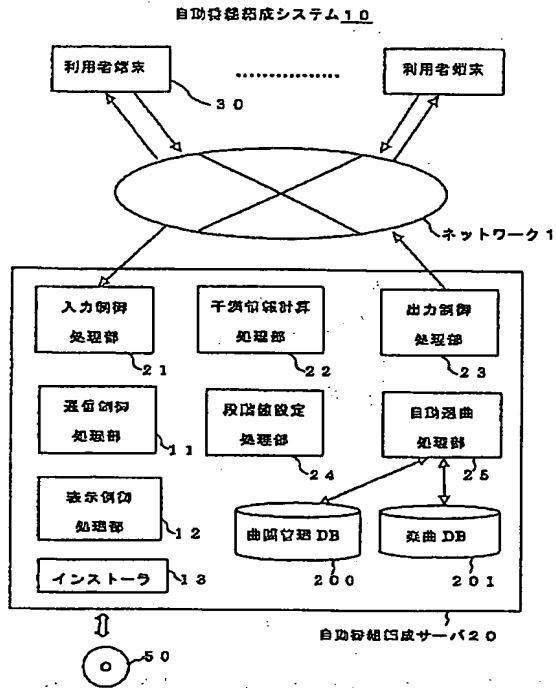 自動番組編成システム10
利用者端末
利用者端末
30
ネットワーク1
入力制御
処理部
21
干満情報計算
処理部
22
出力制御
処理部
23
通信制御
処理部
11
段階値設定
処理部
24
自動選曲
処理部
25
表示制御
処理部
12
曲調管理DB
200
楽曲DB
201
インストーラ
13
自動番組編成サーバ20
50